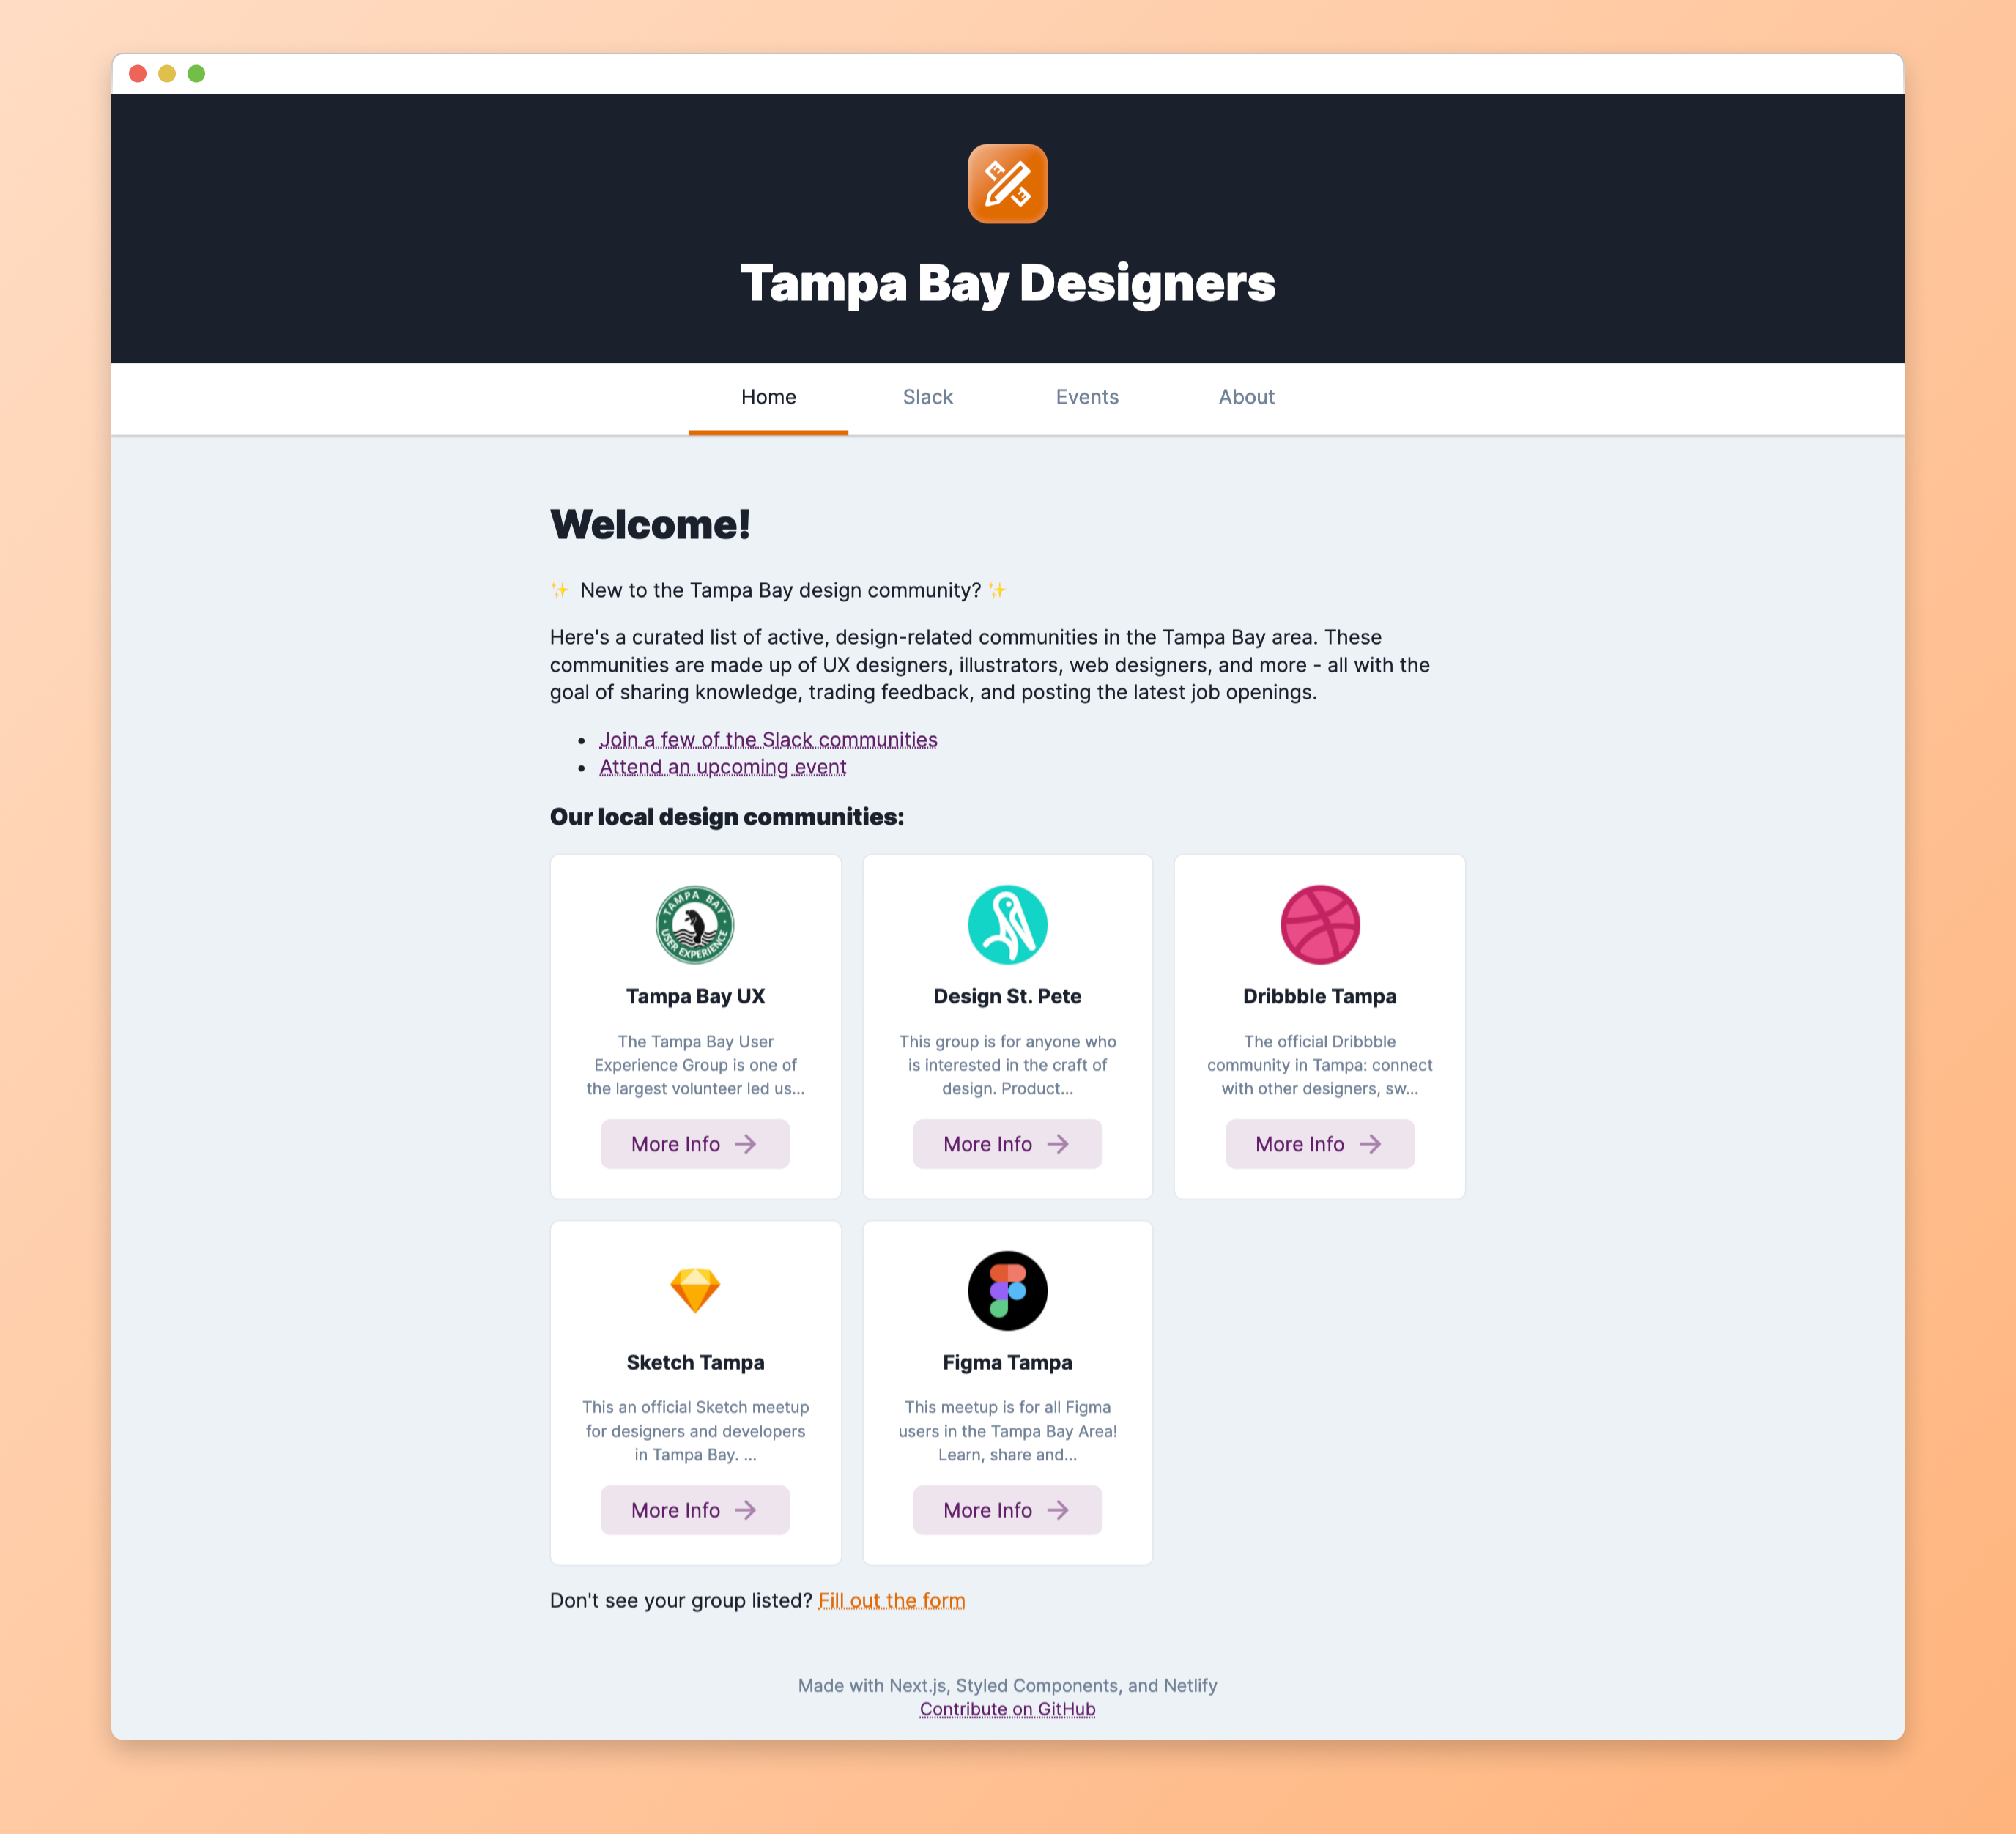 Tampa Bay Designers
Home
Slack
Events
About
Welcome!
✨ New to the Tampa Bay design community? ✨
Here's a curated list of active, design-related communities in the Tampa Bay area. These
communities are made up of UX designers, illustrators, web designers, and more - all with the
goal of sharing knowledge, trading feedback, and posting the latest job openings.
• Join a few of the Slack communities
• Attend an upcoming event
Our local design communities:
TAMPA BAY
USER EXPERIENCE
Tampa Bay UX
The Tampa Bay User
Experience Group is one of
the largest volunteer led us...
More Info
Design St. Pete
This group is for anyone who
is interested in the craft of
design. Product...
More Info
Dribbble Tampa
The official Dribbble
community in Tampa: connect
with other designers, sw...
More Info
Sketch Tampa
This an official Sketch meetup
for designers and developers
in Tampa Bay. ...
More Info
Figma Tampa
This meetup is for all Figma
users in the Tampa Bay Area!
Learn, share and...
More Info
Don't see your group listed? Fill out the form
Made with Next.js, Styled Components, and Netlify
Contribute on GitHub